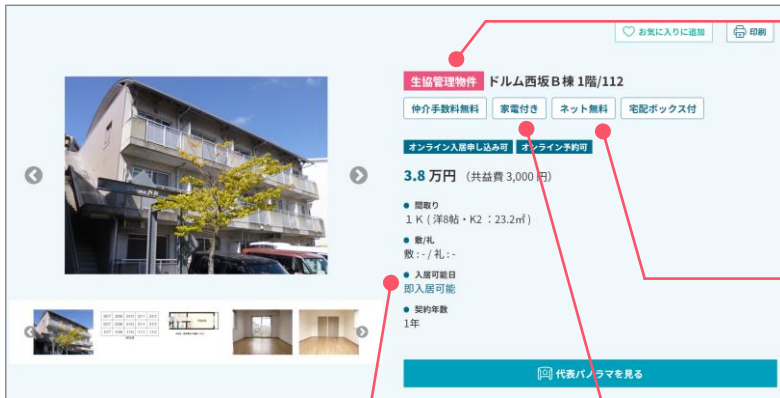 お気に入りに追加
印刷
生協管理物件 ドルム西坂B棟 1階/112
仲介手数料無料 家電付き ネット無料 宅配ボックス付
オンライン入居申し込み可 オンライン予約可
3.8 万円 (共益費 3,000 円)
間取り
1 K ( 洋8帖・K2 : 23.2㎡ )
敷/礼
敷 : - / 礼 : -
入居可能日
即入居可能
契約年数
1年
代表パノラマを見る